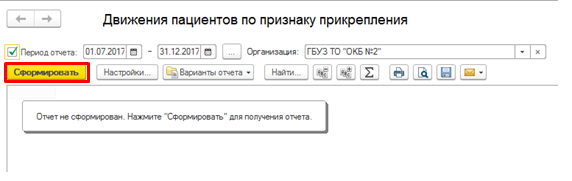 Движения пациентов по признаку прикрепления
Период отчета: 01.07.2017 - 31.12.2017 ... Организация: ГБУЗ ТО "ОКБ №2"
Сформировать Настройки... Варианты отчета Найти... Σ
Отчет не сформирован. Нажмите "Сформировать" для получения отчета.